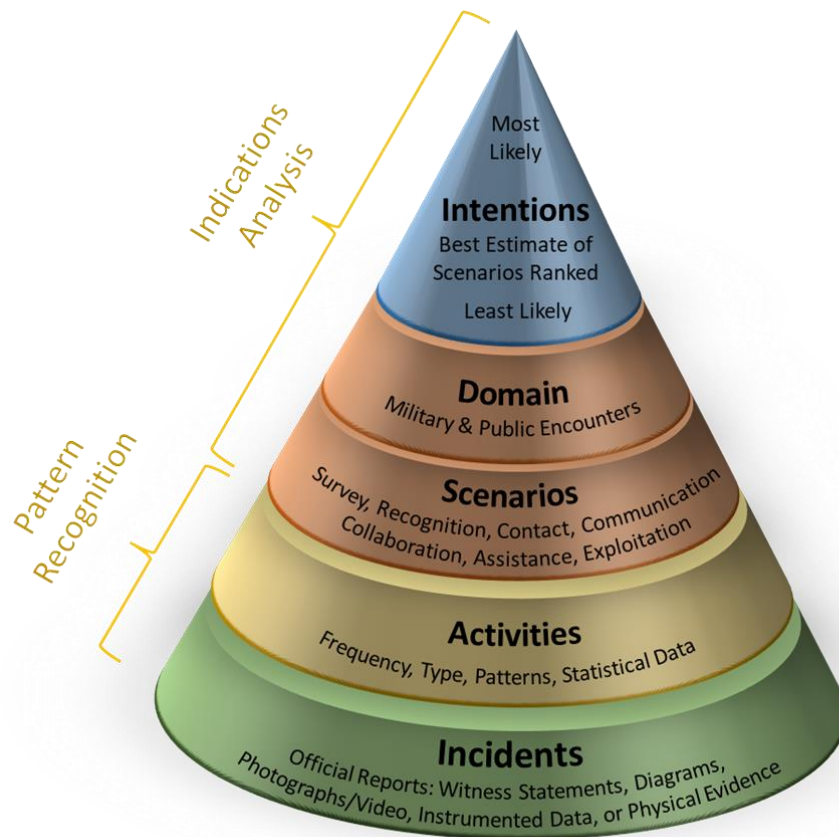 Indications
Analysis
Pattern
Recognition
Most
Likely
Intentions
Best Estimate of
Scenarios Ranked
Least Likely
Domain
Military & Public Encounters
Scenarios
Survey, Recognition, Contact, Communication
Collaboration, Assistance, Exploitation
Activities
Frequency, Type, Patterns, Statistical Data
Incidents
Official Reports: Witness Statements, Diagrams,
Photographs/Video, Instrumented Data, or Physical Evidence